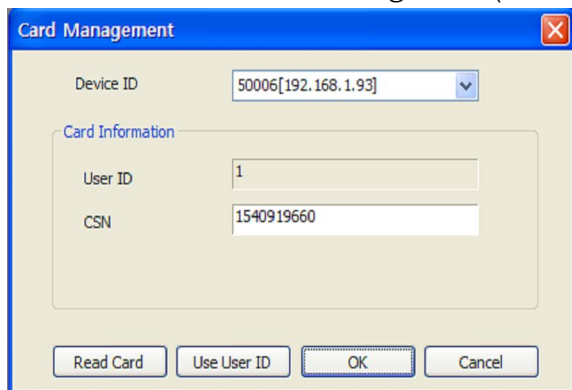 Card Management
Device ID 50006[192.168.1.93]
Card Information
User ID 1
CSN 1540919660
Read Card Use User ID OK Cancel